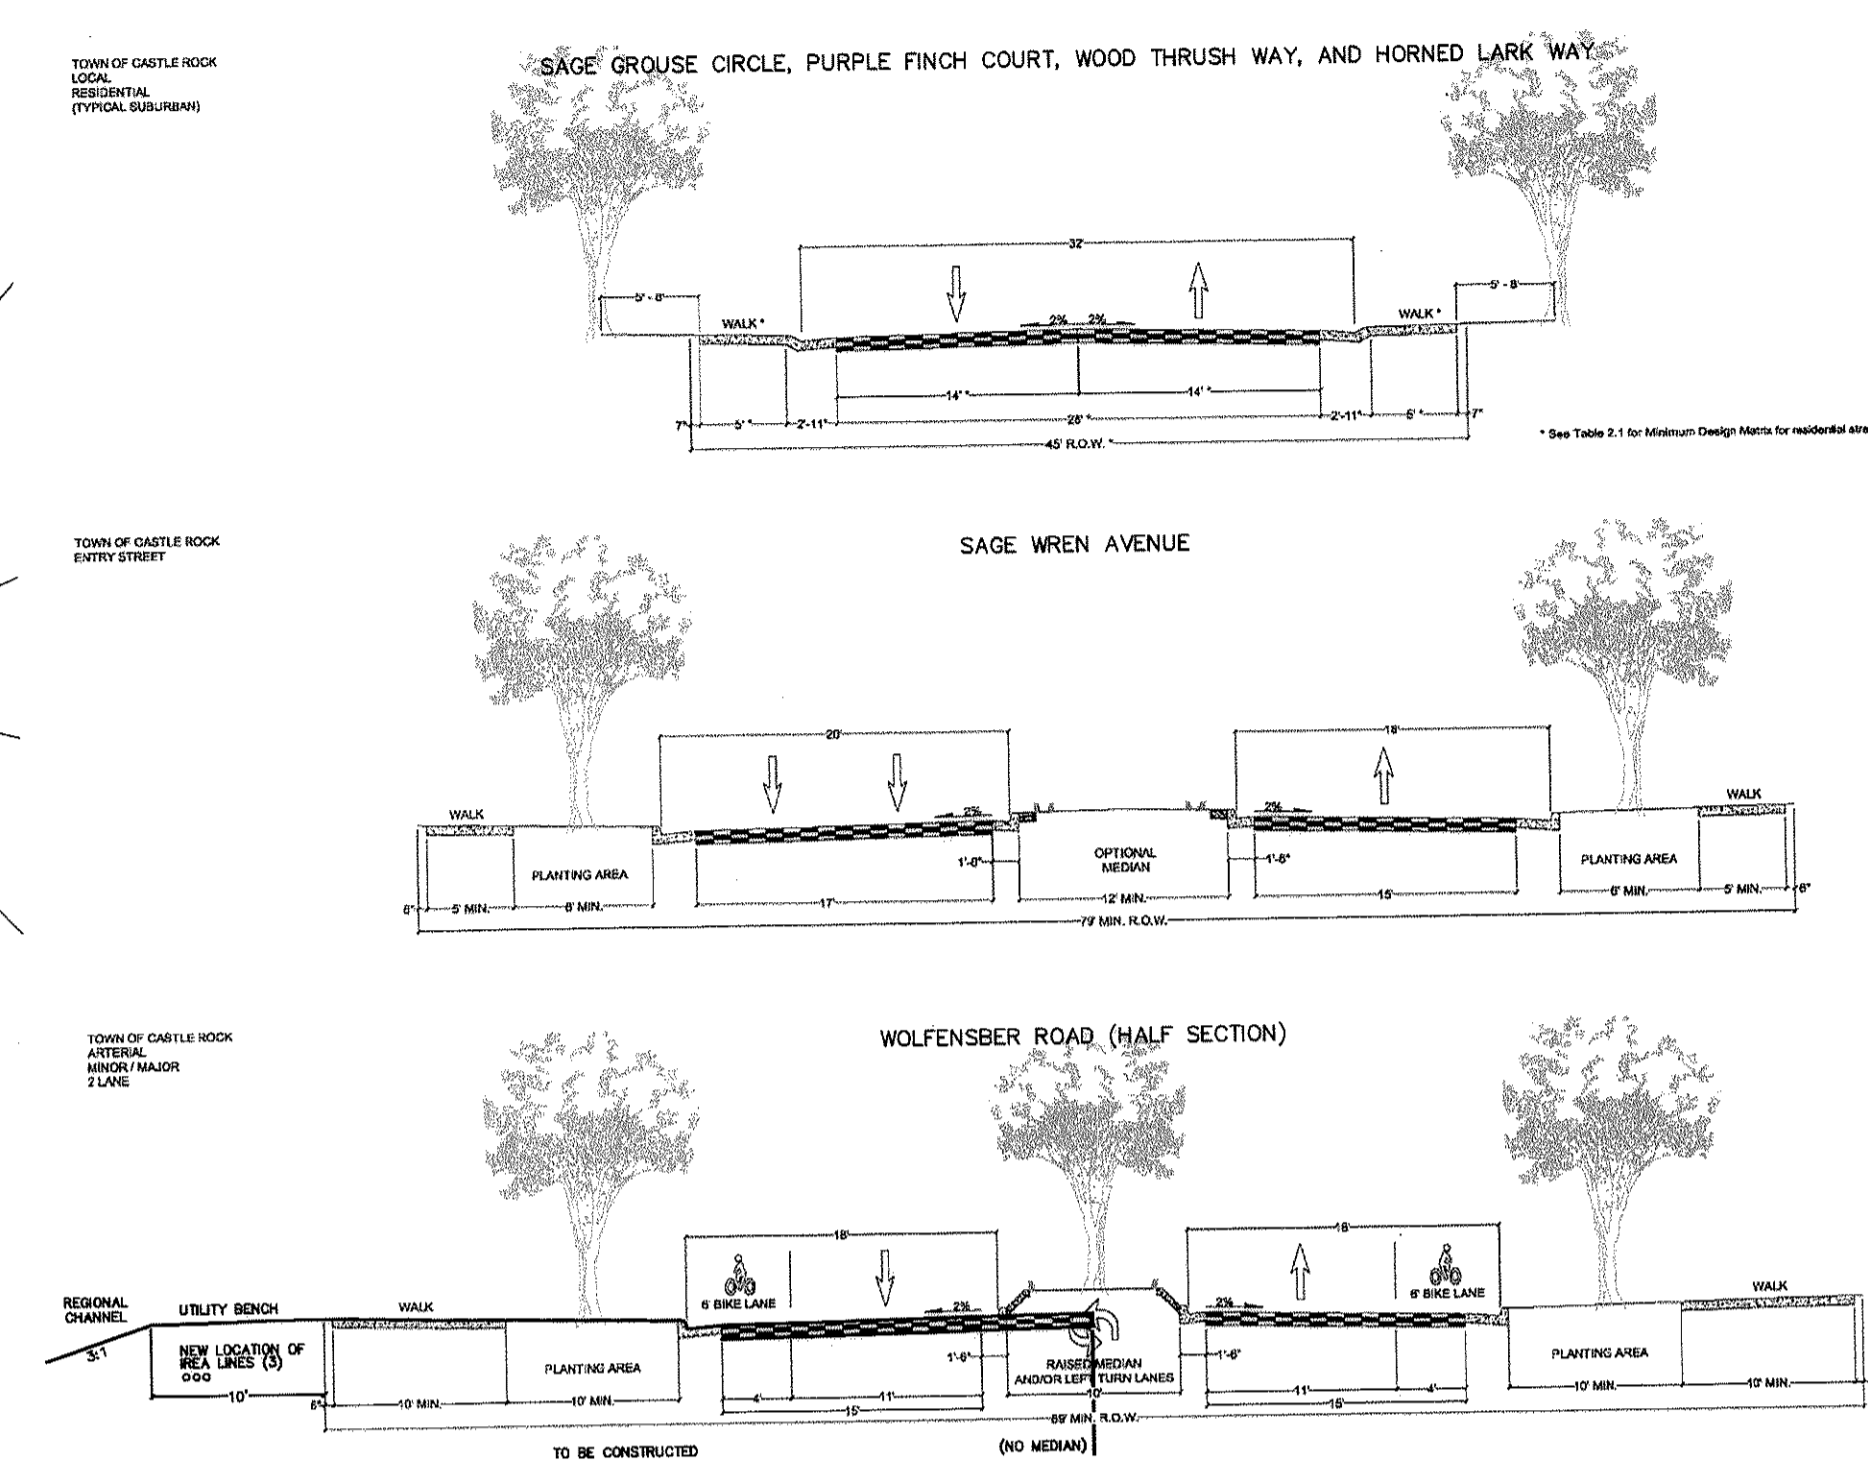 TOWN OF CASTLE ROCK
LOCAL
RESIDENTIAL
(TYPICAL SUBURBAN)
SAGE GROUSE CIRCLE, PURPLE FINCH COURT, WOOD THRUSH WAY, AND HORNED LARK WAY
32'
5' - 8'
5' - 8'
WALK *
2% 2%
WALK *
14' *
14' *
7" 5' * 2'-11" 28' * 2'-11" 5' * 7"
45' R.O.W. *
* See Table 2.1 for Minimum Design Matrix for residential stre
TOWN OF CASTLE ROCK
ENTRY STREET
SAGE WREN AVENUE
20'
18'
WALK
2%
2%
WALK
PLANTING AREA
1'-6"
OPTIONAL
MEDIAN
1'-6"
PLANTING AREA
6" 5' MIN. 6' MIN. 17' 12' MIN. 15' 6' MIN. 5' MIN. 6"
79' MIN. R.O.W.
TOWN OF CASTLE ROCK
ARTERIAL
MINOR / MAJOR
2 LANE
WOLFENSBER ROAD (HALF SECTION)
18'
18'
REGIONAL
CHANNEL
3:1
UTILITY BENCH
WALK
6' BIKE LANE
2%
2%
6' BIKE LANE
WALK
NEW LOCATION OF
IREA LINES (3)
PLANTING AREA
1'-6"
RAISED MEDIAN
AND/OR LEFT TURN LANES
1'-6"
PLANTING AREA
10' 6" 10' MIN. 10' MIN. 4' 11' 10' 11' 4' 10' MIN. 10' MIN.
15'
15'
89' MIN. R.O.W.
TO BE CONSTRUCTED
(NO MEDIAN)